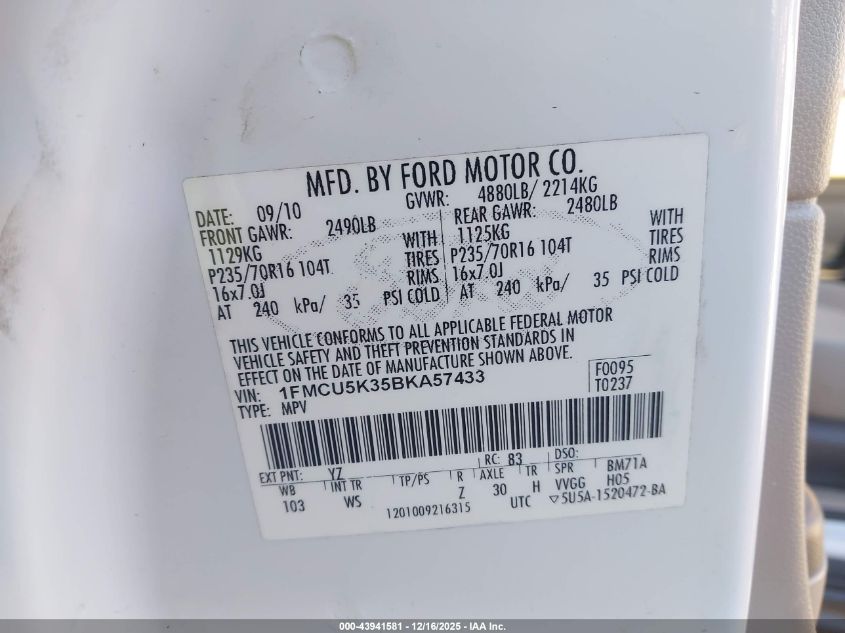 MFD. BY FORD MOTOR CO.
DATE: 09/10 GVWR: 4880LB/ 2214KG
FRONT GAWR: 2490LB REAR GAWR: 2480LB
1129KG WITH 1125KG WITH
P235/70R16 104T TIRES P235/70R16 104T TIRES
16x7.0J RIMS 16x7.0J RIMS
AT 240 kPa/ 35 PSI COLD AT 240 kPa/ 35 PSI COLD
THIS VEHICLE CONFORMS TO ALL APPLICABLE FEDERAL MOTOR
VEHICLE SAFETY AND THEFT PREVENTION STANDARDS IN
EFFECT ON THE DATE OF MANUFACTURE SHOWN ABOVE.
VIN: 1FMCU5K35BKA57433 F0095
TYPE: MPV T0237
EXT PNT: YZ RC: 83 DSO:
WB INT TR TP/PS R AXLE TR SPR BM71A
103 WS Z 30 H VVGG H05
1201009216315 UTC ▽5U5A-1520472-BA
000-43941581 - 12/16/2025 - IAA Inc.